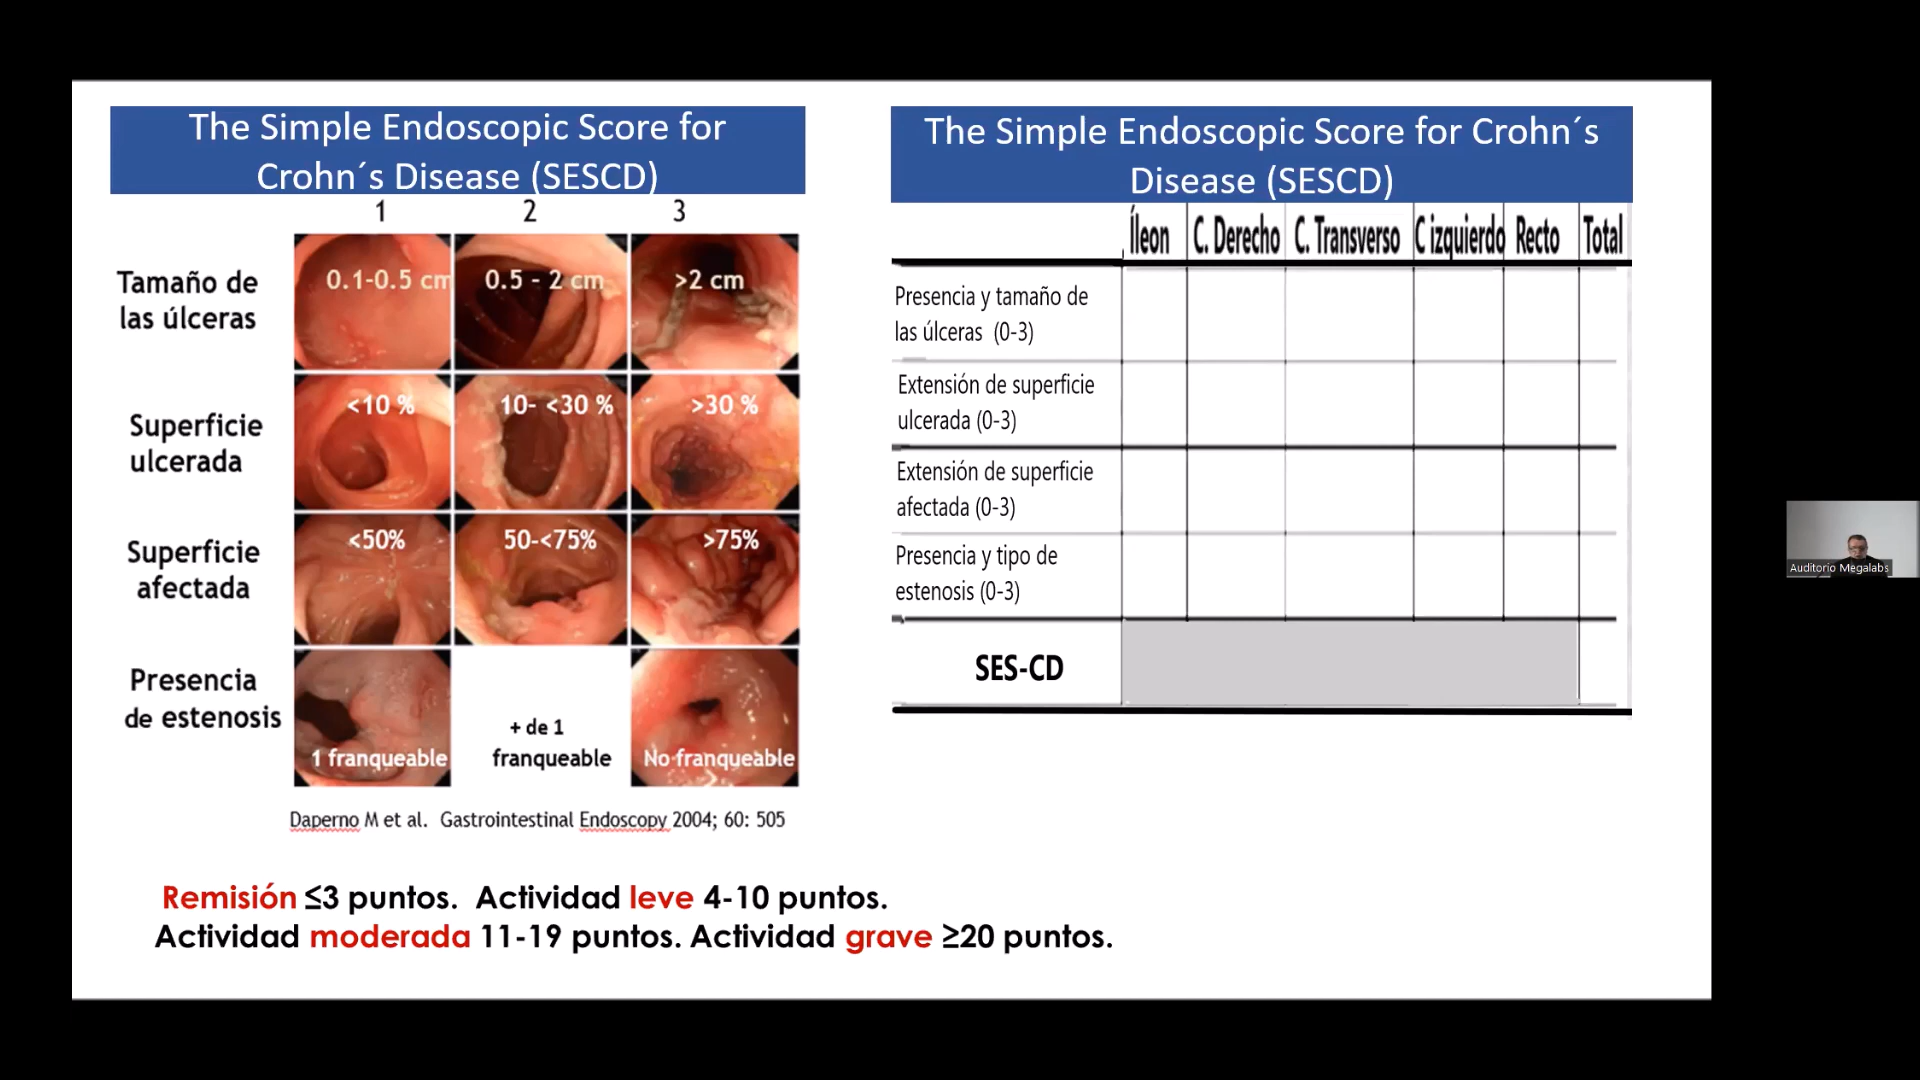 The Simple Endoscopic Score for
Crohn´s Disease (SESCD)
1 2 3
Tamaño de
las úlceras
0.1-0.5 cm 0.5 - 2 cm >2 cm
Superficie
ulcerada
<10 % 10- <30 % >30 %
Superficie
afectada
<50% 50-<75% >75%
Presencia
de estenosis
1 franqueable
+ de 1
franqueable
No franqueable
Daperno M et al. Gastrointestinal Endoscopy 2004; 60: 505
The Simple Endoscopic Score for Crohn´s
Disease (SESCD)
Íleon C. Derecho C. Transverso C izquierdo Recto Total
Presencia y tamaño de
las úlceras (0-3)
Extensión de superficie
ulcerada (0-3)
Extensión de superficie
afectada (0-3)
Presencia y tipo de
estenosis (0-3)
SES-CD
Remisión ≤3 puntos. Actividad leve 4-10 puntos.
Actividad moderada 11-19 puntos. Actividad grave ≥20 puntos.
Auditorio Megalabs